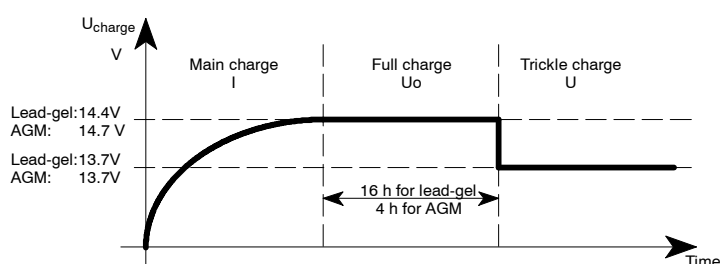 U charge
V
Main charge
I
Full charge
Uo
Trickle charge
U
Lead-gel:14.4V
AGM: 14.7 V
Lead-gel:13.7V
AGM: 13.7V
16 h for lead-gel
4 h for AGM
Time